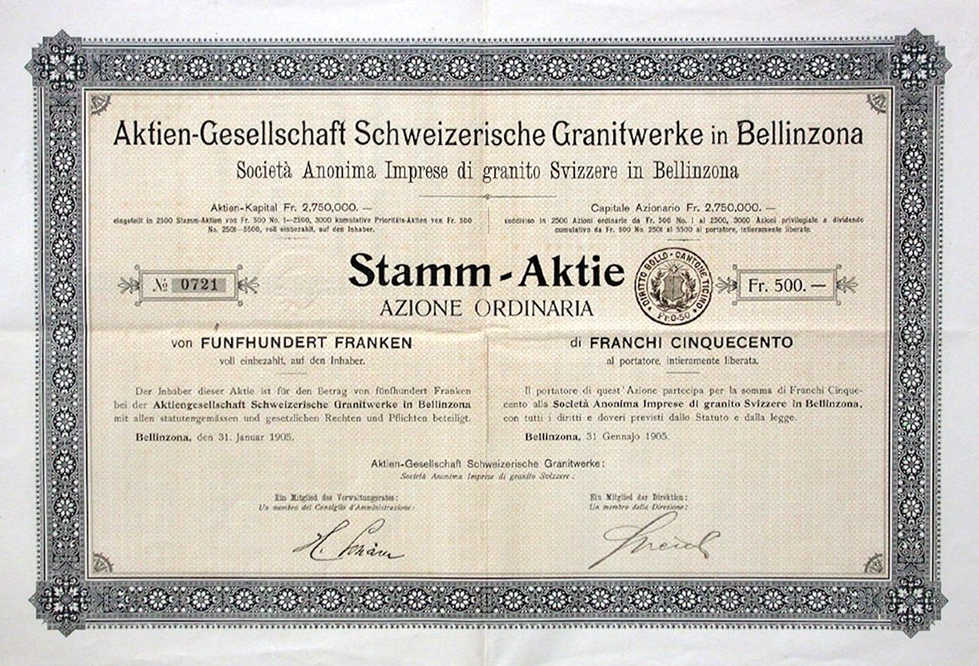 Aktien-Gesellschaft Schweizerische Granitwerke in Bellinzona
Società Anonima Imprese di granito Svizzere in Bellinzona
Aktien-Kapital Fr. 2,750,000. —
eingeteilt in 2500 Stamm-Aktien von Fr. 500 No. 1—2500, 3000 kumulative Prioritäts-Aktien von Fr. 500
No. 2501—5500, voll einbezahlt, auf den Inhaber.
Capitale Azionario Fr. 2,750,000. —
suddiviso in 2500 Azioni ordinarie da Fr. 500 No. 1 al 2500, 3000 Azioni privilegiate a dividendo
cumulativo da Fr. 500 No. 2501 al 5500 al portatore, intieramente liberate.
Stamm-Aktie
AZIONE ORDINARIA
№ 0721
DIRITTO BOLLO · CANTONE TICINO
Fr. 0-50
Fr. 500. —
von FÜNFHUNDERT FRANKEN
voll einbezahlt, auf den Inhaber.
Der Inhaber dieser Aktie ist für den Betrag von fünfhundert Franken
bei der Aktiengesellschaft Schweizerische Granitwerke in Bellinzona
mit allen statutengemässen und gesetzlichen Rechten und Pflichten beteiligt.
Bellinzona, den 31. Januar 1905.
di FRANCHI CINQUECENTO
al portatore, intieramente liberata.
Il portatore di quest' Azione partecipa per la somma di Franchi Cinque-
cento alla Società Anonima Imprese di granito Svizzere in Bellinzona,
con tutti i diritti e doveri previsti dallo Statuto e dalla legge.
Bellinzona, 31 Gennajo 1905.
Aktien-Gesellschaft Schweizerische Granitwerke:
Società Anonima Imprese di granito Svizzere:
Ein Mitglied des Verwaltungsrates:
Un membro del Consiglio d'Amministrazione:
Ein Mitglied der Direktion:
Un membro della Direzione: